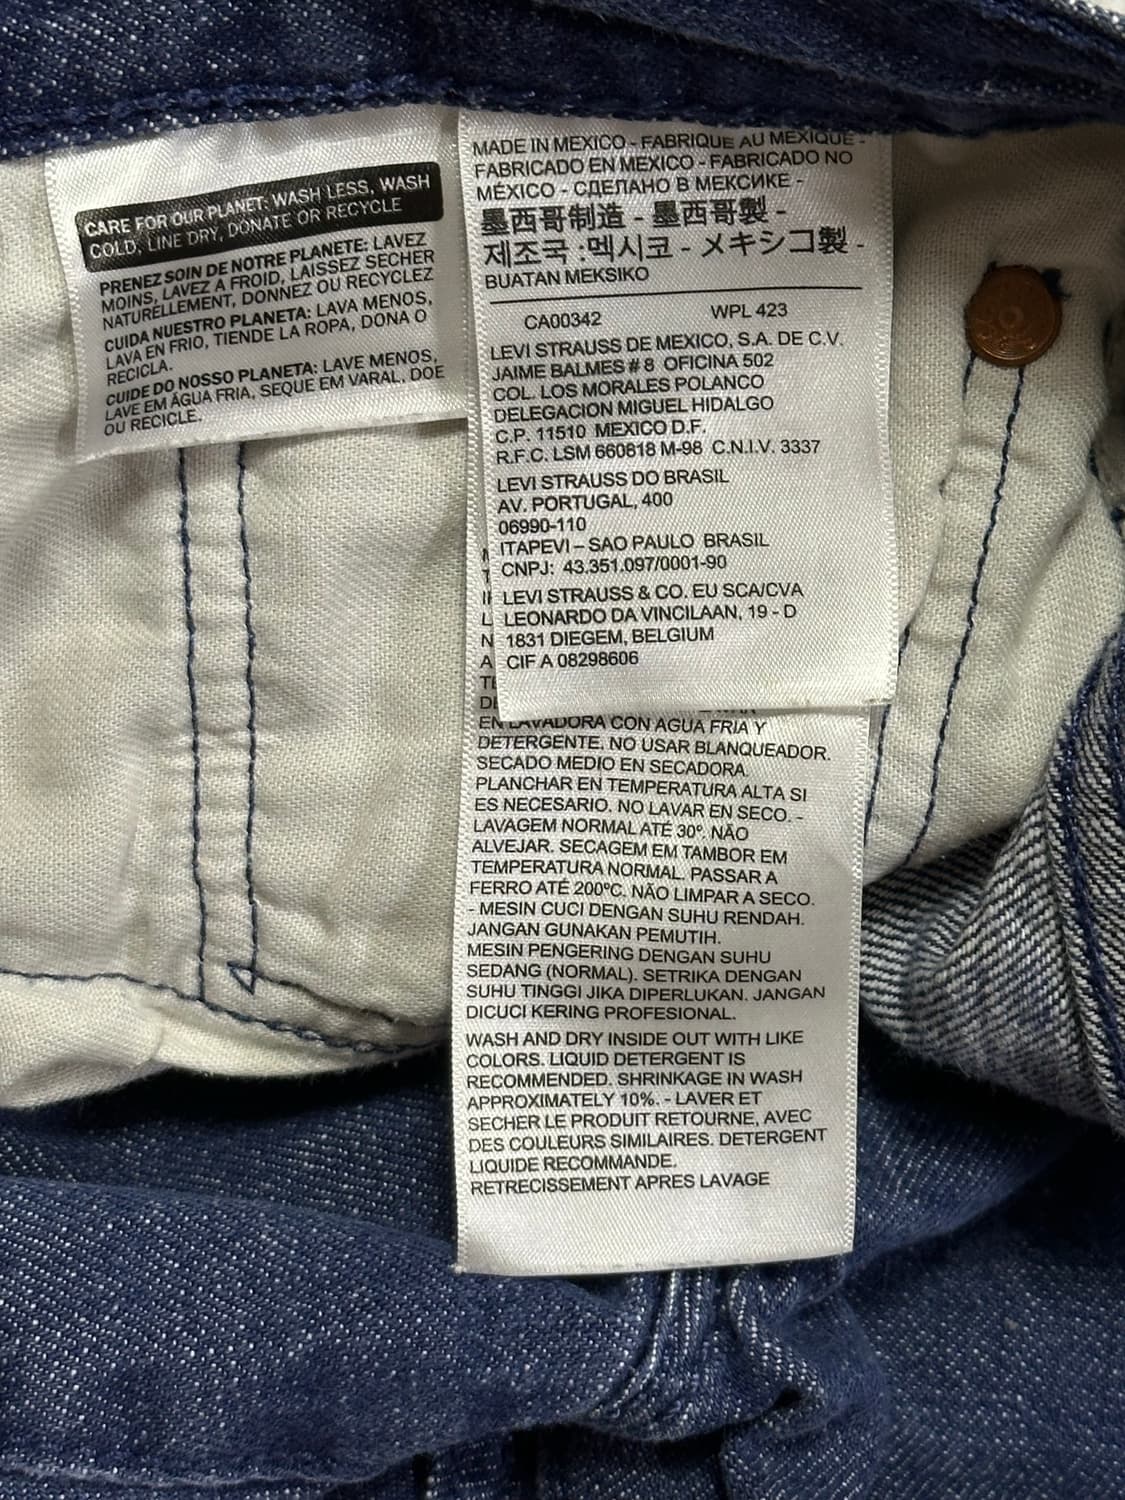 CARE FOR OUR PLANET: WASH LESS, WASH
COLD, LINE DRY, DONATE OR RECYCLE
PRENEZ SOIN DE NOTRE PLANETE: LAVEZ
MOINS, LAVEZ A FROID, LAISSEZ SECHER
NATURELLEMENT, DONNEZ OU RECYCLEZ
CUIDA NUESTRO PLANETA: LAVA MENOS,
LAVA EN FRIO, TIENDE LA ROPA, DONA O
RECICLA.
CUIDE DO NOSSO PLANETA: LAVE MENOS,
LAVE EM ÁGUA FRIA, SEQUE EM VARAL, DOE
OU RECICLE.
MADE IN MEXICO - FABRIQUE AU MEXIQUE -
FABRICADO EN MEXICO - FABRICADO NO
MÉXICO - СДЕЛАНО В МЕКСИКЕ -
墨西哥制造 - 墨西哥製 -
제조국 :멕시코 - メキシコ製 -
BUATAN MEKSIKO
CA00342 WPL 423
LEVI STRAUSS DE MEXICO, S.A. DE C.V.
JAIME BALMES # 8 OFICINA 502
COL. LOS MORALES POLANCO
DELEGACION MIGUEL HIDALGO
C.P. 11510 MEXICO D.F.
R.F.C. LSM 660818 M-98 C.N.I.V. 3337
LEVI STRAUSS DO BRASIL
AV. PORTUGAL, 400
06990-110
ITAPEVI – SAO PAULO BRASIL
CNPJ: 43.351.097/0001-90
LEVI STRAUSS & CO. EU SCA/CVA
LEONARDO DA VINCILAAN, 19 - D
1831 DIEGEM, BELGIUM
CIF A 08298606
EN LAVADORA CON AGUA FRIA Y
DETERGENTE. NO USAR BLANQUEADOR.
SECADO MEDIO EN SECADORA.
PLANCHAR EN TEMPERATURA ALTA SI
ES NECESARIO. NO LAVAR EN SECO. -
LAVAGEM NORMAL ATÉ 30º. NÃO
ALVEJAR. SECAGEM EM TAMBOR EM
TEMPERATURA NORMAL. PASSAR A
FERRO ATÉ 200ºC. NÃO LIMPAR A SECO.
- MESIN CUCI DENGAN SUHU RENDAH.
JANGAN GUNAKAN PEMUTIH.
MESIN PENGERING DENGAN SUHU
SEDANG (NORMAL). SETRIKA DENGAN
SUHU TINGGI JIKA DIPERLUKAN. JANGAN
DICUCI KERING PROFESIONAL.
WASH AND DRY INSIDE OUT WITH LIKE
COLORS. LIQUID DETERGENT IS
RECOMMENDED. SHRINKAGE IN WASH
APPROXIMATELY 10%. - LAVER ET
SECHER LE PRODUIT RETOURNE, AVEC
DES COULEURS SIMILAIRES. DETERGENT
LIQUIDE RECOMMANDE.
RETRECISSEMENT APRES LAVAGE